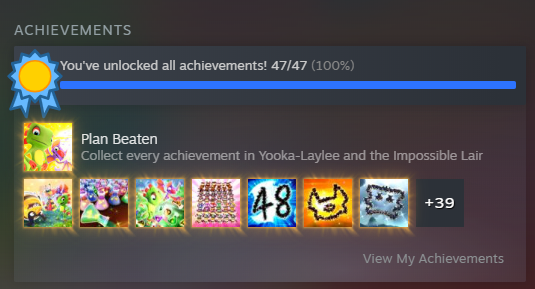 ACHIEVEMENTS
You've unlocked all achievements! 47/47 (100%)
Plan Beaten
Collect every achievement in Yooka-Laylee and the Impossible Lair
48
+39
View My Achievements